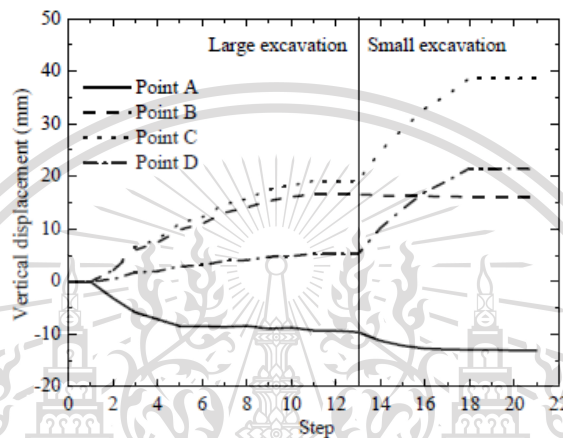 Large excavation Small excavation
Point A
Point B
Point C
Point D
Vertical displacement (mm)
50
40
30
20
10
0
-10
-20
0 2 4 6 8 10 12 14 16 18 20 22
Step